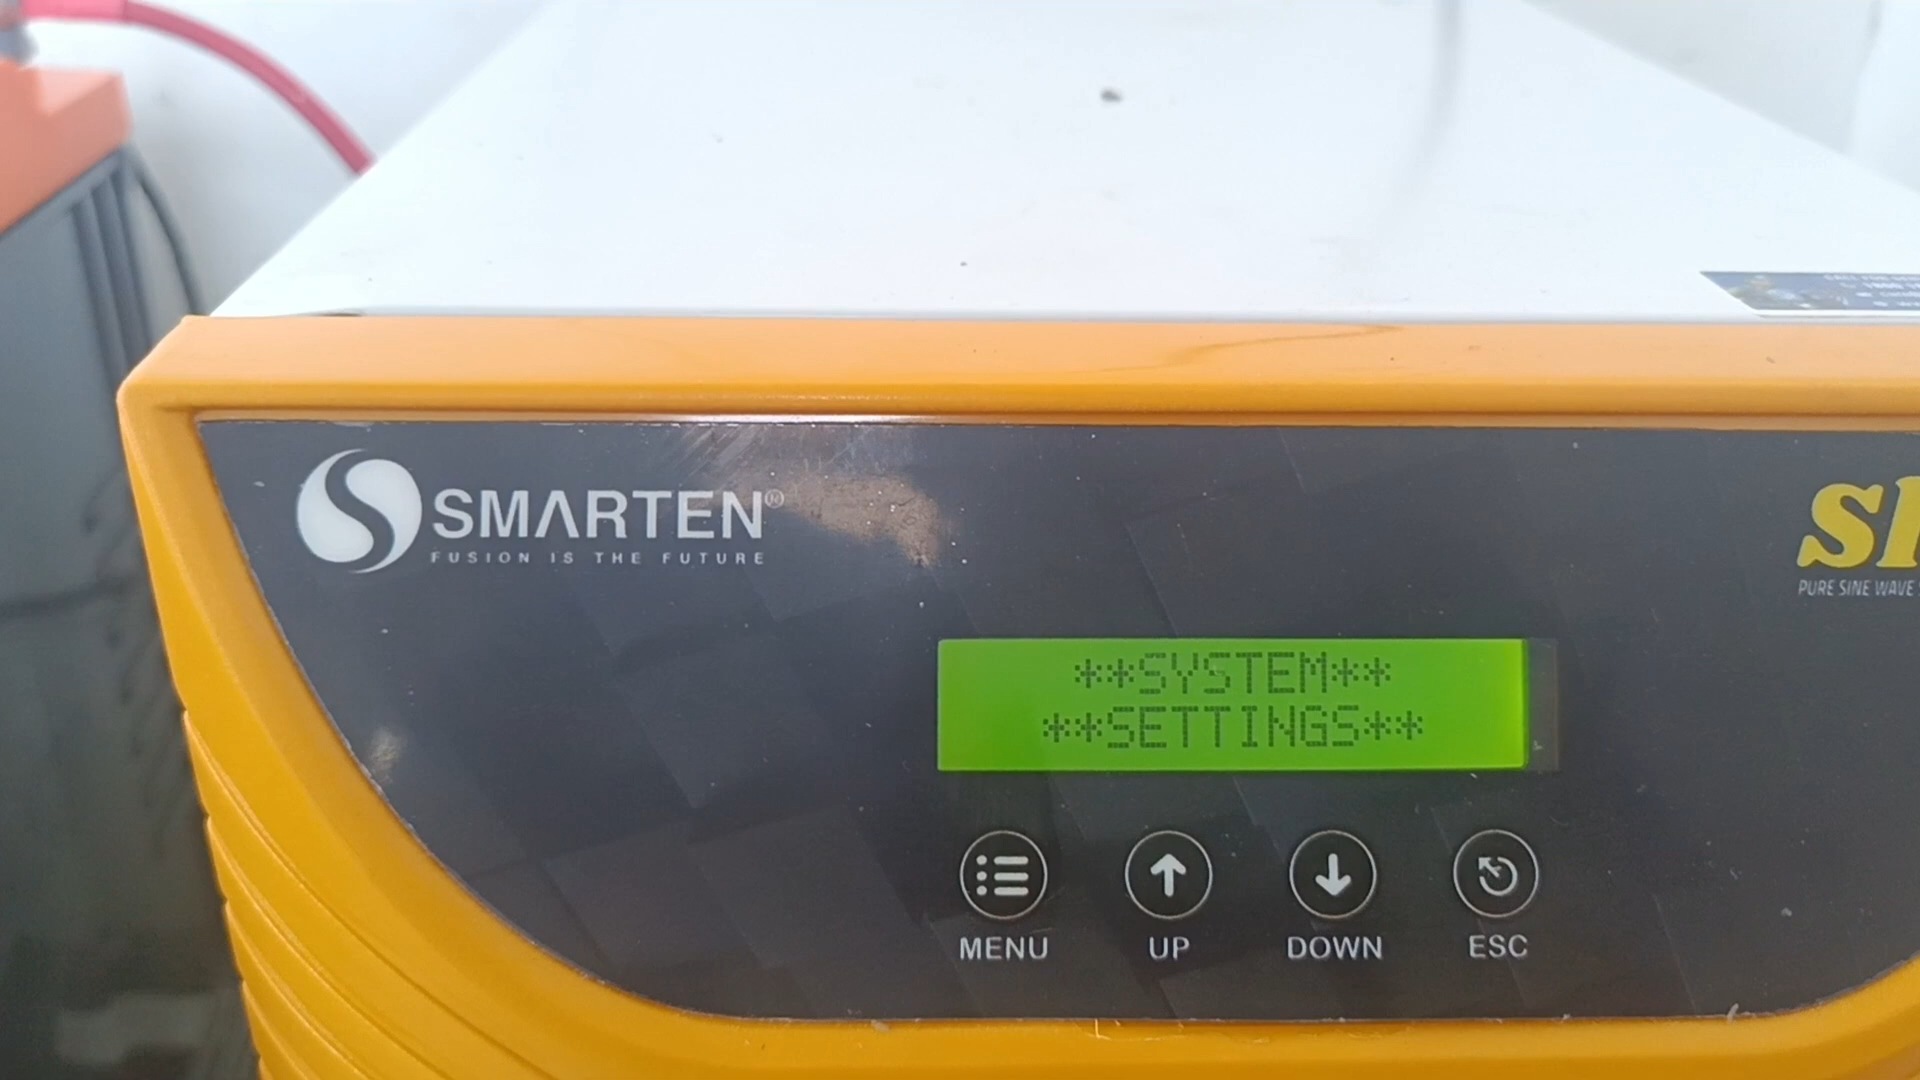 SMARTEN®
FUSION IS THE FUTURE
PURE SINE WAVE
**SYSTEM**
**SETTINGS**
MENU
UP
DOWN
ESC